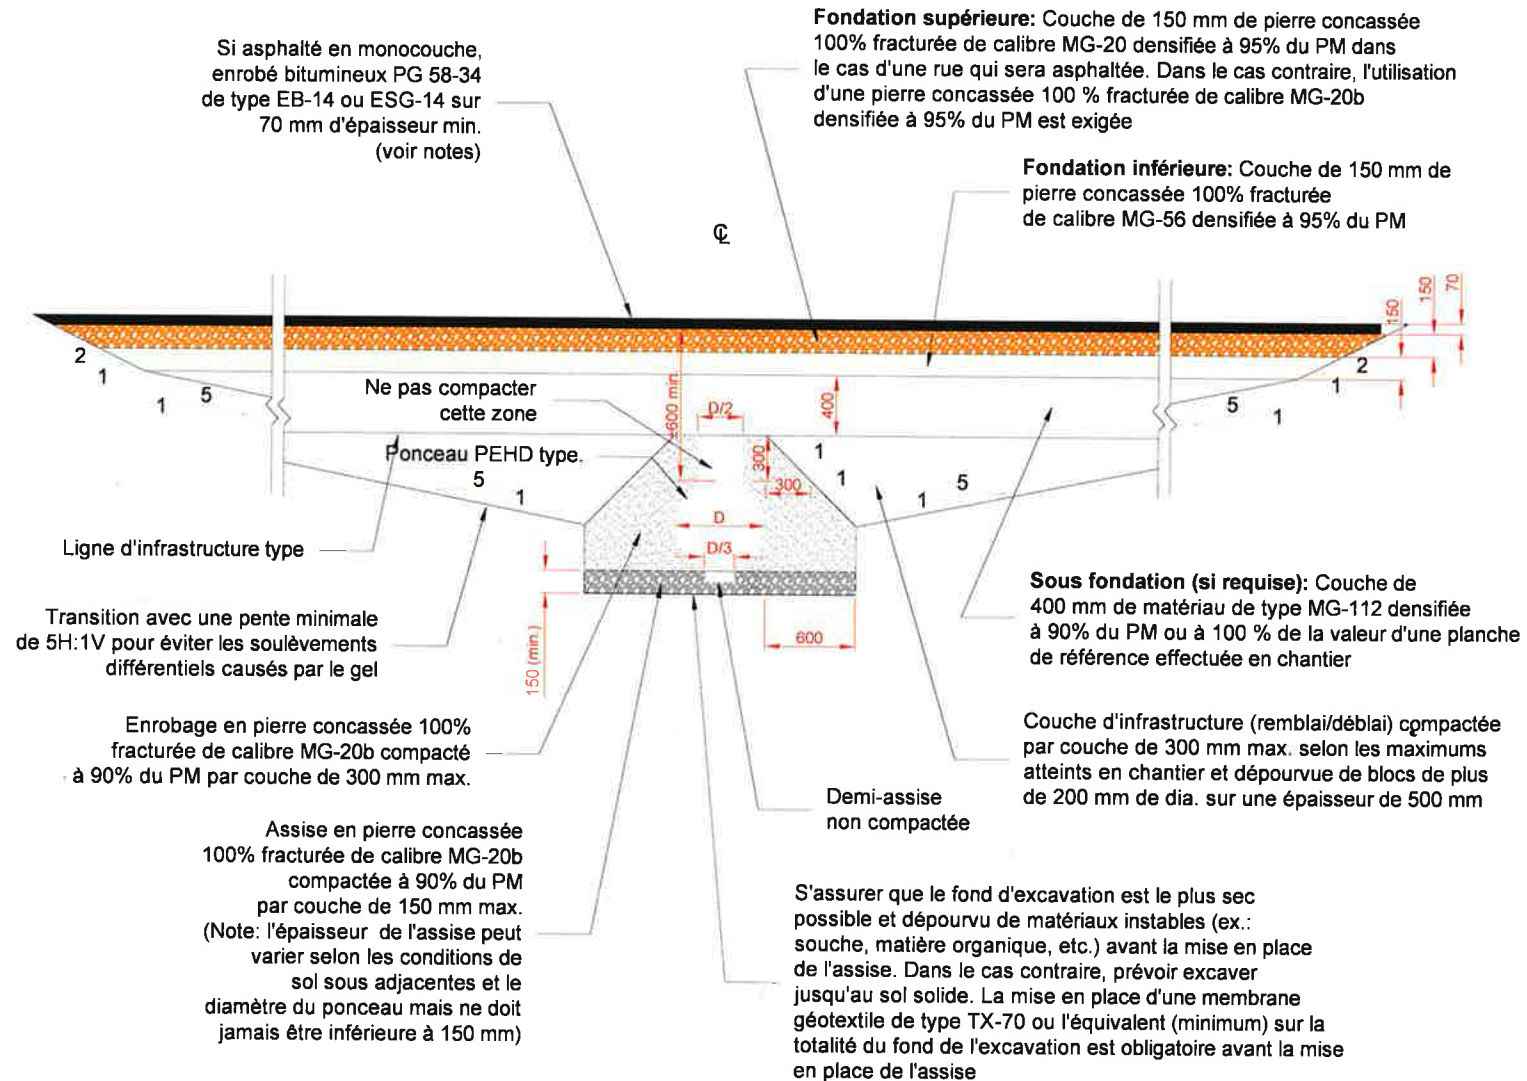 Si asphalté en monocouche,
enrobé bitumineux PG 58-34
de type EB-14 ou ESG-14 sur
70 mm d'épaisseur min.
(voir notes)
Fondation supérieure: Couche de 150 mm de pierre concassée
100% fracturée de calibre MG-20 densifiée à 95% du PM dans
le cas d'une rue qui sera asphaltée. Dans le cas contraire, l'utilisation
d'une pierre concassée 100 % fracturée de calibre MG-20b
densifiée à 95% du PM est exigée
Fondation inférieure: Couche de 150 mm de
pierre concassée 100% fracturée
de calibre MG-56 densifiée à 95% du PM
℄
150
150
70
2
1
1
5
2
1
5
1
Ne pas compacter
cette zone
600 min.
D/2
400
Ponceau PEHD type.
5
1
300
300
1
1
1
5
D
D/3
Ligne d'infrastructure type
150 (min.)
600
Transition avec une pente minimale
de 5H:1V pour éviter les soulèvements
différentiels causés par le gel
Sous fondation (si requise): Couche de
400 mm de matériau de type MG-112 densifiée
à 90% du PM ou à 100 % de la valeur d'une planche
de référence effectuée en chantier
Enrobage en pierre concassée 100%
fracturée de calibre MG-20b compacté
à 90% du PM par couche de 300 mm max.
Couche d'infrastructure (remblai/déblai) compactée
par couche de 300 mm max. selon les maximums
atteints en chantier et dépourvue de blocs de plus
de 200 mm de dia. sur une épaisseur de 500 mm
Demi-assise
non compactée
Assise en pierre concassée
100% fracturée de calibre MG-20b
compactée à 90% du PM
par couche de 150 mm max.
(Note: l'épaisseur de l'assise peut
varier selon les conditions de
sol sous adjacentes et le
diamètre du ponceau mais ne doit
jamais être inférieure à 150 mm)
S'assurer que le fond d'excavation est le plus sec
possible et dépourvu de matériaux instables (ex.:
souche, matière organique, etc.) avant la mise en place
de l'assise. Dans le cas contraire, prévoir excaver
jusqu'au sol solide. La mise en place d'une membrane
géotextile de type TX-70 ou l'équivalent (minimum) sur la
totalité du fond de l'excavation est obligatoire avant la mise
en place de l'assise